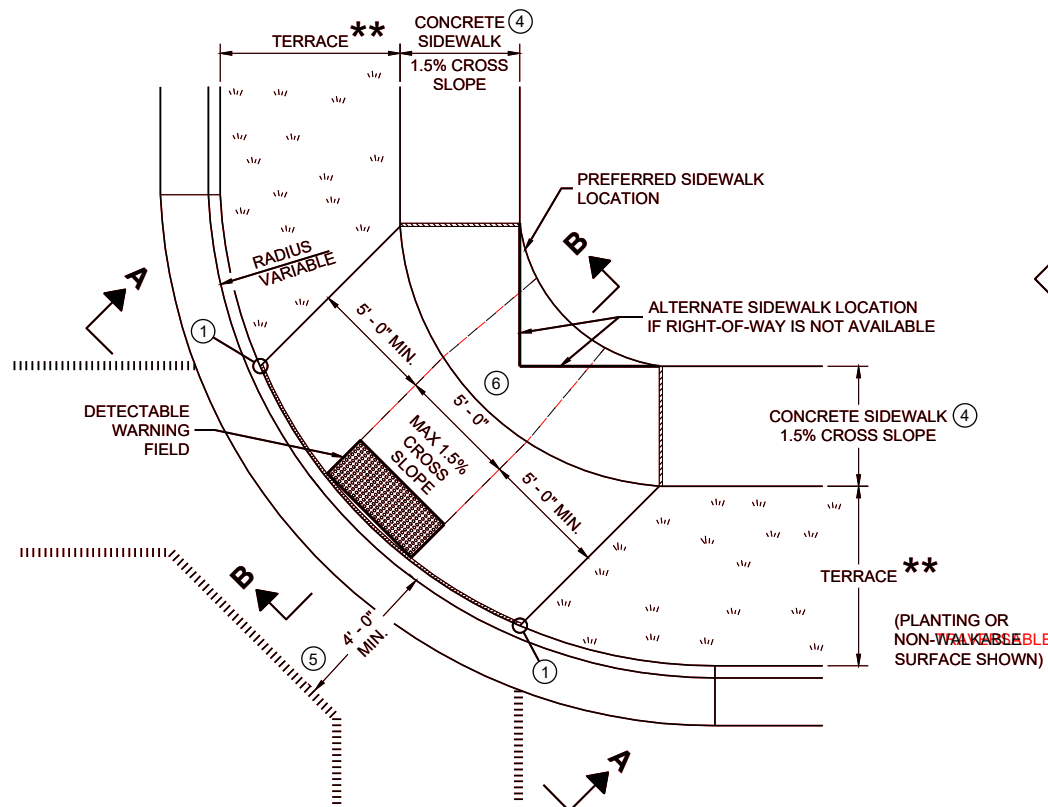 TERRACE **
CONCRETE ④
SIDEWALK
1.5% CROSS
SLOPE
PREFERRED SIDEWALK
LOCATION
B
RADIUS
VARIABLE
A
ALTERNATE SIDEWALK LOCATION
IF RIGHT-OF-WAY IS NOT AVAILABLE
①
5' - 0" MIN.
⑥
5' - 0"
DETECTABLE
WARNING
FIELD
MAX 1.5%
CROSS
SLOPE
CONCRETE SIDEWALK ④
1.5% CROSS SLOPE
5' - 0" MIN.
B
TERRACE **
4' - 0"
MIN.
⑤
①
(PLANTING OR
NON-WALKABLE
SURFACE SHOWN)
A